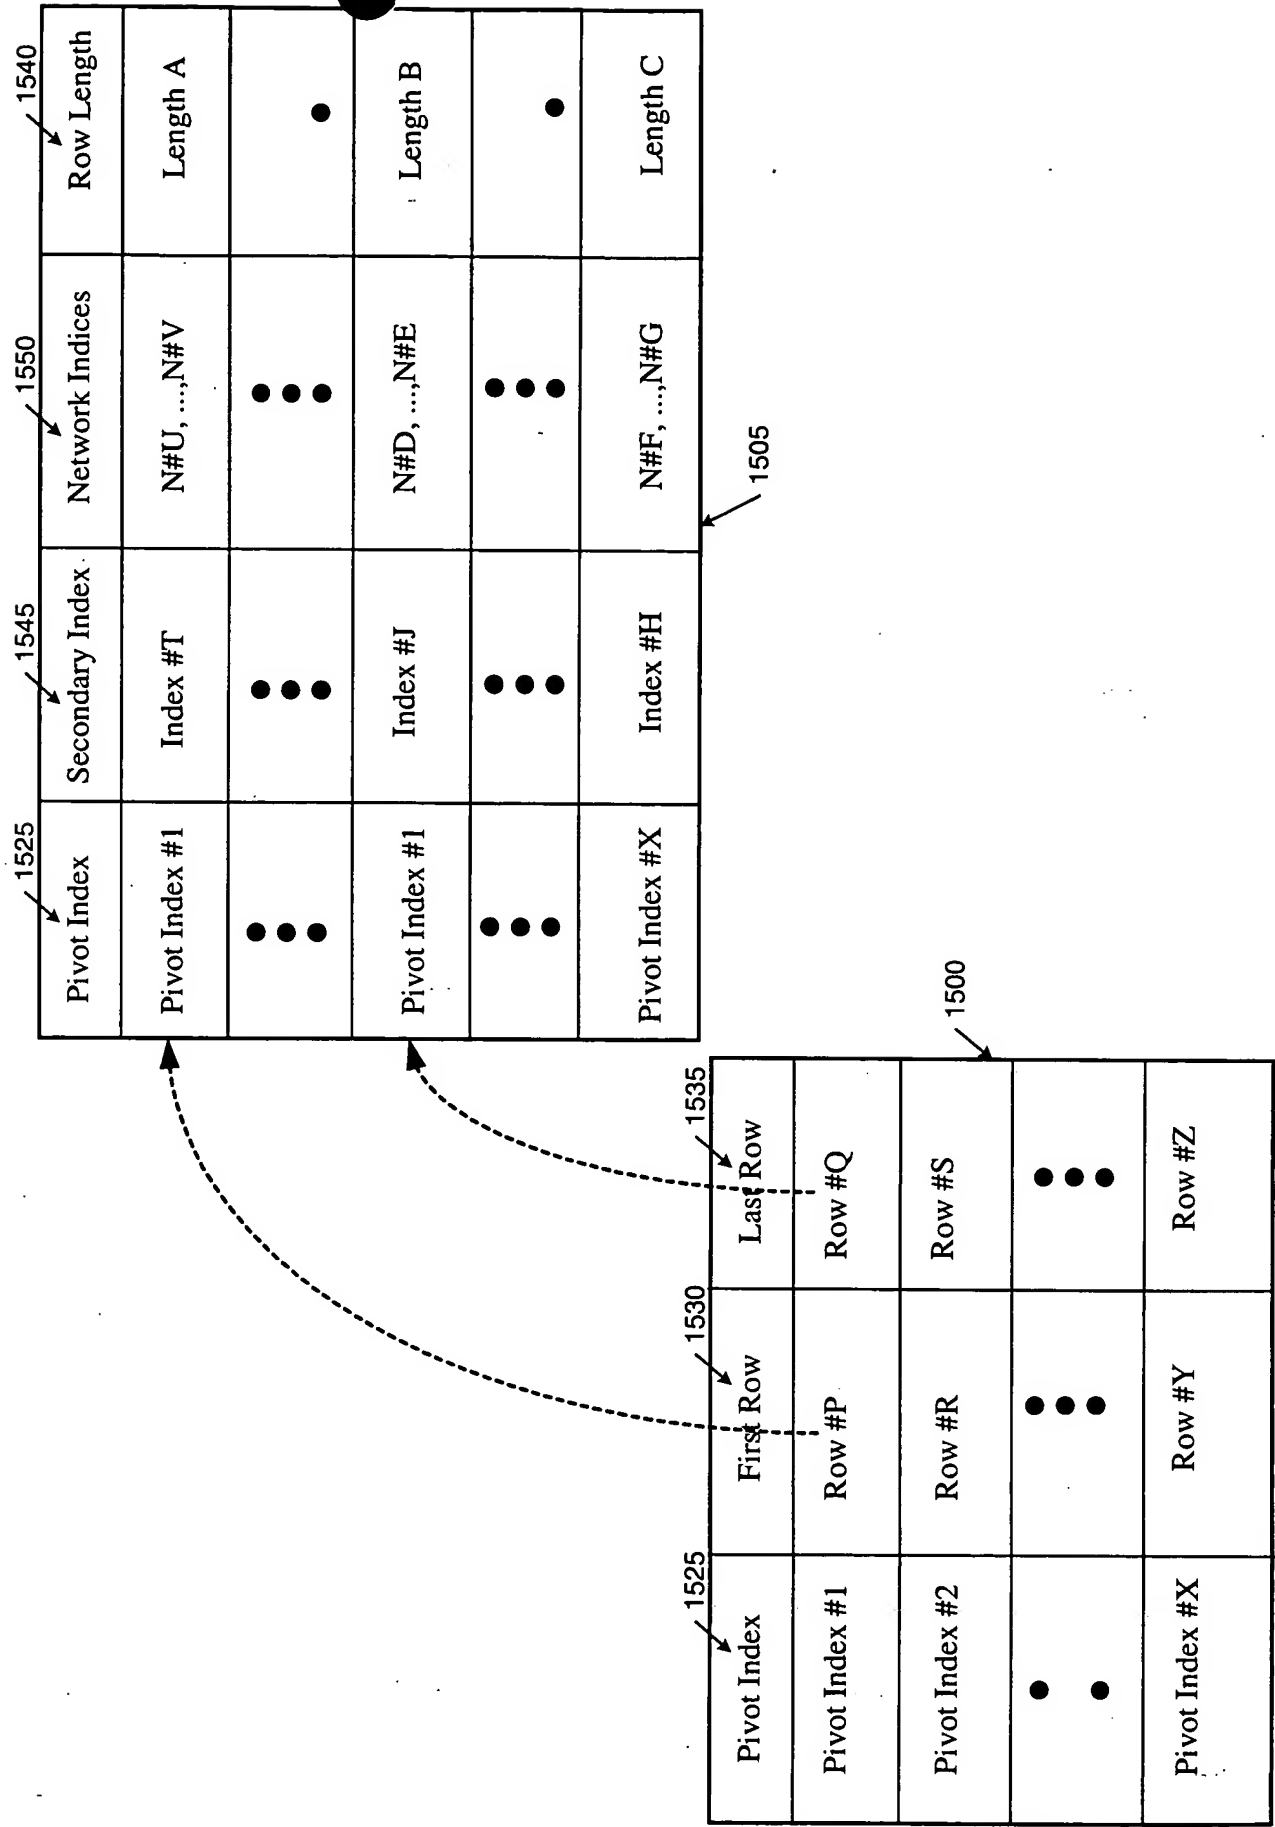 1525 1545 1550 1540
Pivot Index Secondary Index Network Indices Row Length
Pivot Index #1 Index #T N#U, ...,N#V Length A
Pivot Index #1 Index #J N#D, ...,N#E Length B
Pivot Index #X Index #H N#F, ...,N#G Length C
1505
1500
1525 1530 1535
Pivot Index First Row Last Row
Pivot Index #1 Row #P Row #Q
Pivot Index #2 Row #R Row #S
Pivot Index #X Row #Y Row #Z